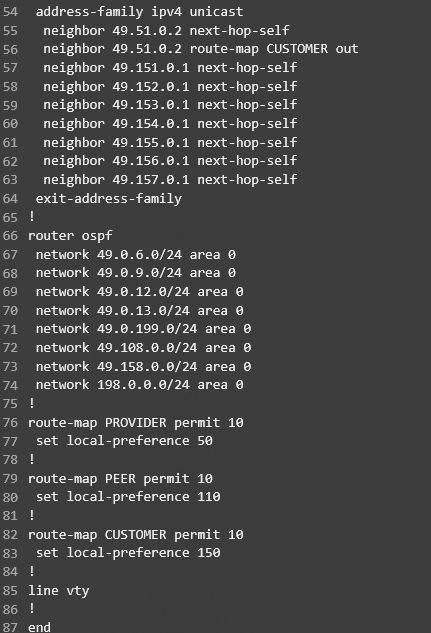 54 address-family ipv4 unicast
55 neighbor 49.51.0.2 next-hop-self
56 neighbor 49.51.0.2 route-map CUSTOMER out
57 neighbor 49.151.0.1 next-hop-self
58 neighbor 49.152.0.1 next-hop-self
59 neighbor 49.153.0.1 next-hop-self
60 neighbor 49.154.0.1 next-hop-self
61 neighbor 49.155.0.1 next-hop-self
62 neighbor 49.156.0.1 next-hop-self
63 neighbor 49.157.0.1 next-hop-self
64 exit-address-family
65 !
66 router ospf
67 network 49.0.6.0/24 area 0
68 network 49.0.9.0/24 area 0
69 network 49.0.12.0/24 area 0
70 network 49.0.13.0/24 area 0
71 network 49.0.199.0/24 area 0
72 network 49.108.0.0/24 area 0
73 network 49.158.0.0/24 area 0
74 network 198.0.0.0/24 area 0
75 !
76 route-map PROVIDER permit 10
77 set local-preference 50
78 !
79 route-map PEER permit 10
80 set local-preference 110
81 !
82 route-map CUSTOMER permit 10
83 set local-preference 150
84 !
85 line vty
86 !
87 end